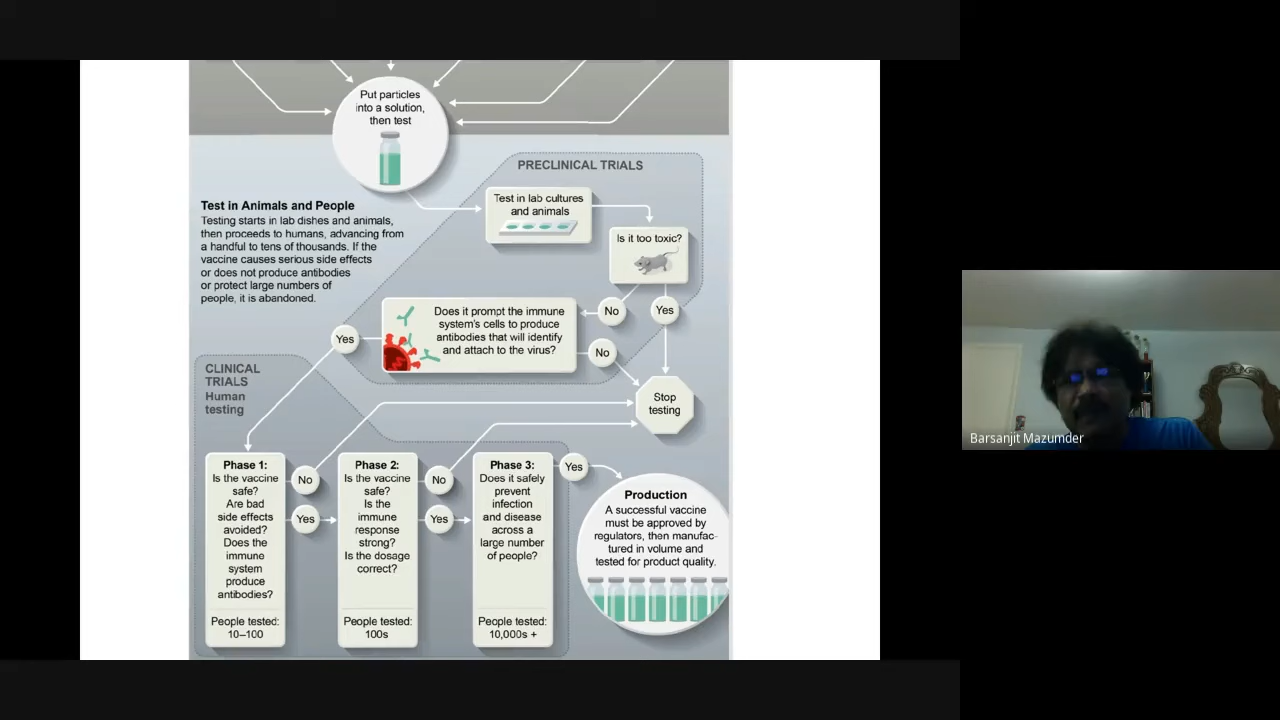 Put particles
into a solution,
then test
PRECLINICAL TRIALS
Test in lab cultures
and animals
Is it too toxic?
Test in Animals and People
Testing starts in lab dishes and animals,
then proceeds to humans, advancing from
a handful to tens of thousands. If the
vaccine causes serious side effects
or does not produce antibodies
or protect large numbers of
people, it is abandoned.
No
Yes
Does it prompt the immune
system's cells to produce
antibodies that will identify
and attach to the virus?
Yes
No
CLINICAL
TRIALS
Human
testing
Stop
testing
Phase 1:
Is the vaccine
safe?
Are bad
side effects
avoided?
Does the
immune
system
produce
antibodies?
People tested:
10–100
No
Yes
Phase 2:
Is the vaccine
safe?
Is the
immune
response
strong?
Is the dosage
correct?
People tested:
100s
No
Yes
Phase 3:
Does it safely
prevent
infection
and disease
across a
large number
of people?
People tested:
10,000s +
Yes
Production
A successful vaccine
must be approved by
regulators, then manufac-
tured in volume and
tested for product quality.
Barsanjit Mazumder